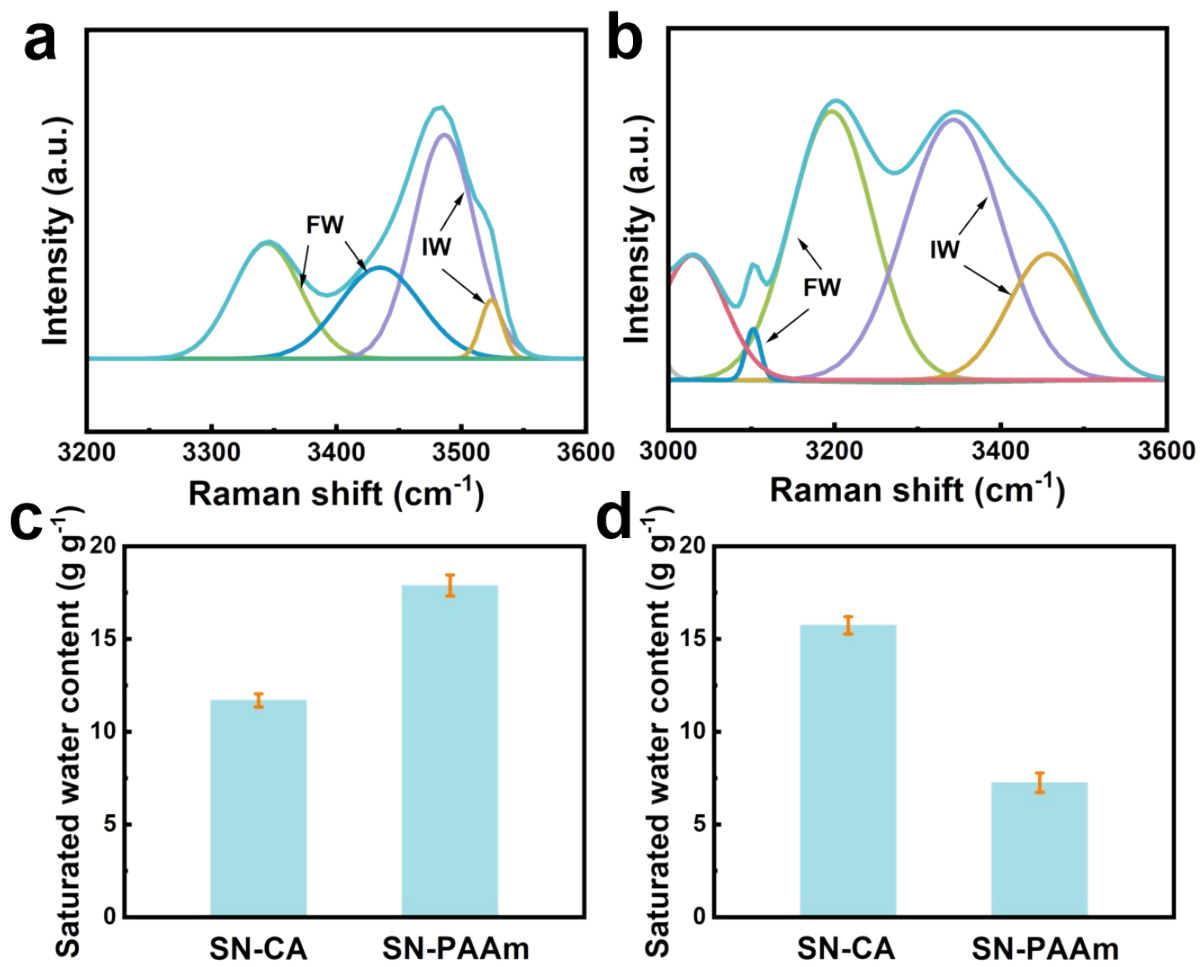 a
Intensity (a.u.)
FW
IW
3200 3300 3400 3500 3600
Raman shift (cm⁻¹)
b
Intensity (a.u.)
FW
IW
3000 3200 3400 3600
Raman shift (cm⁻¹)
c
Saturated water content (g g⁻¹)
20
15
10
5
0
SN-CA SN-PAAm
d
Saturated water content (g g⁻¹)
20
15
10
5
0
SN-CA SN-PAAm